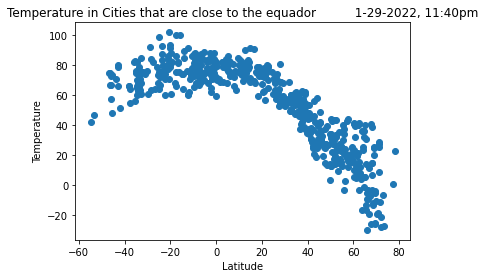 Temperature in Cities that are close to the equador 1-29-2022, 11:40pm
100
80
60
40
20
0
−20
Temperature
−60 −40 −20 0 20 40 60 80
Latitude